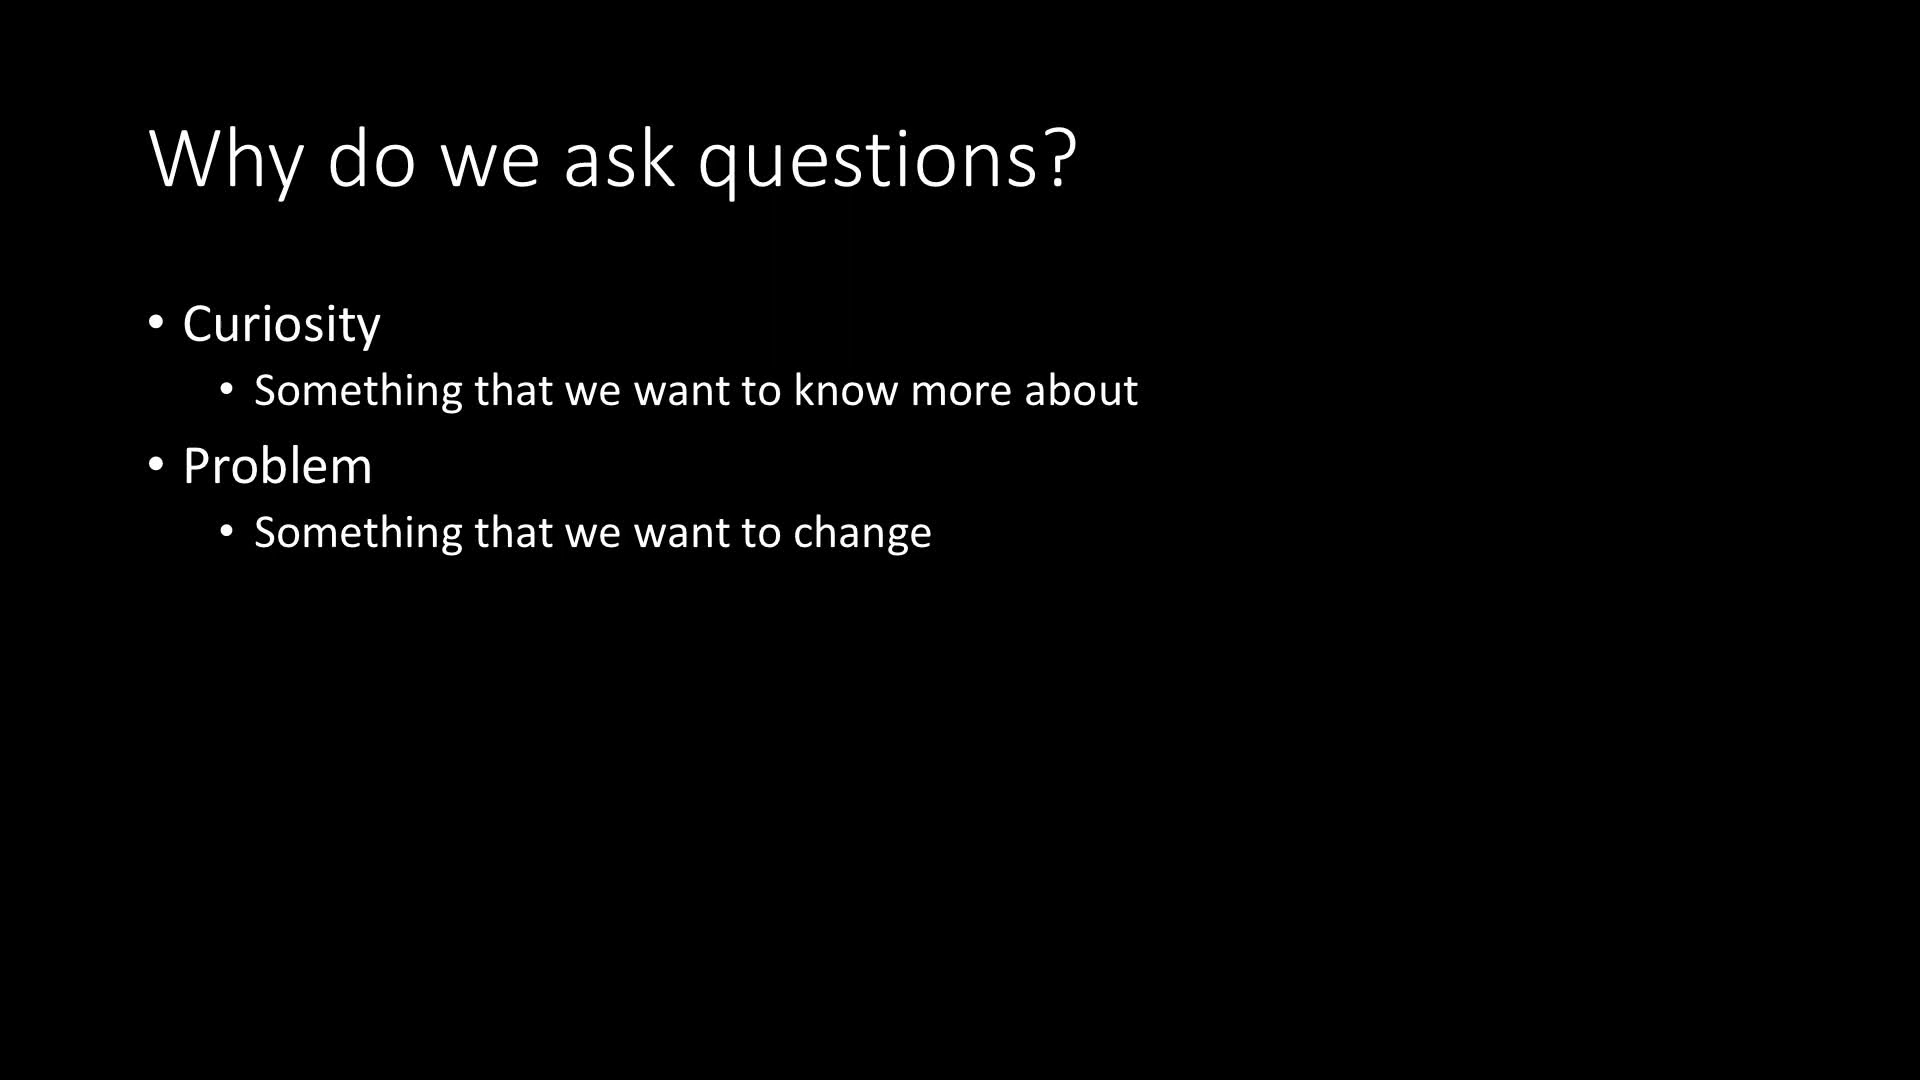 Why do we ask questions?
• Curiosity
• Something that we want to know more about
• Problem
• Something that we want to change